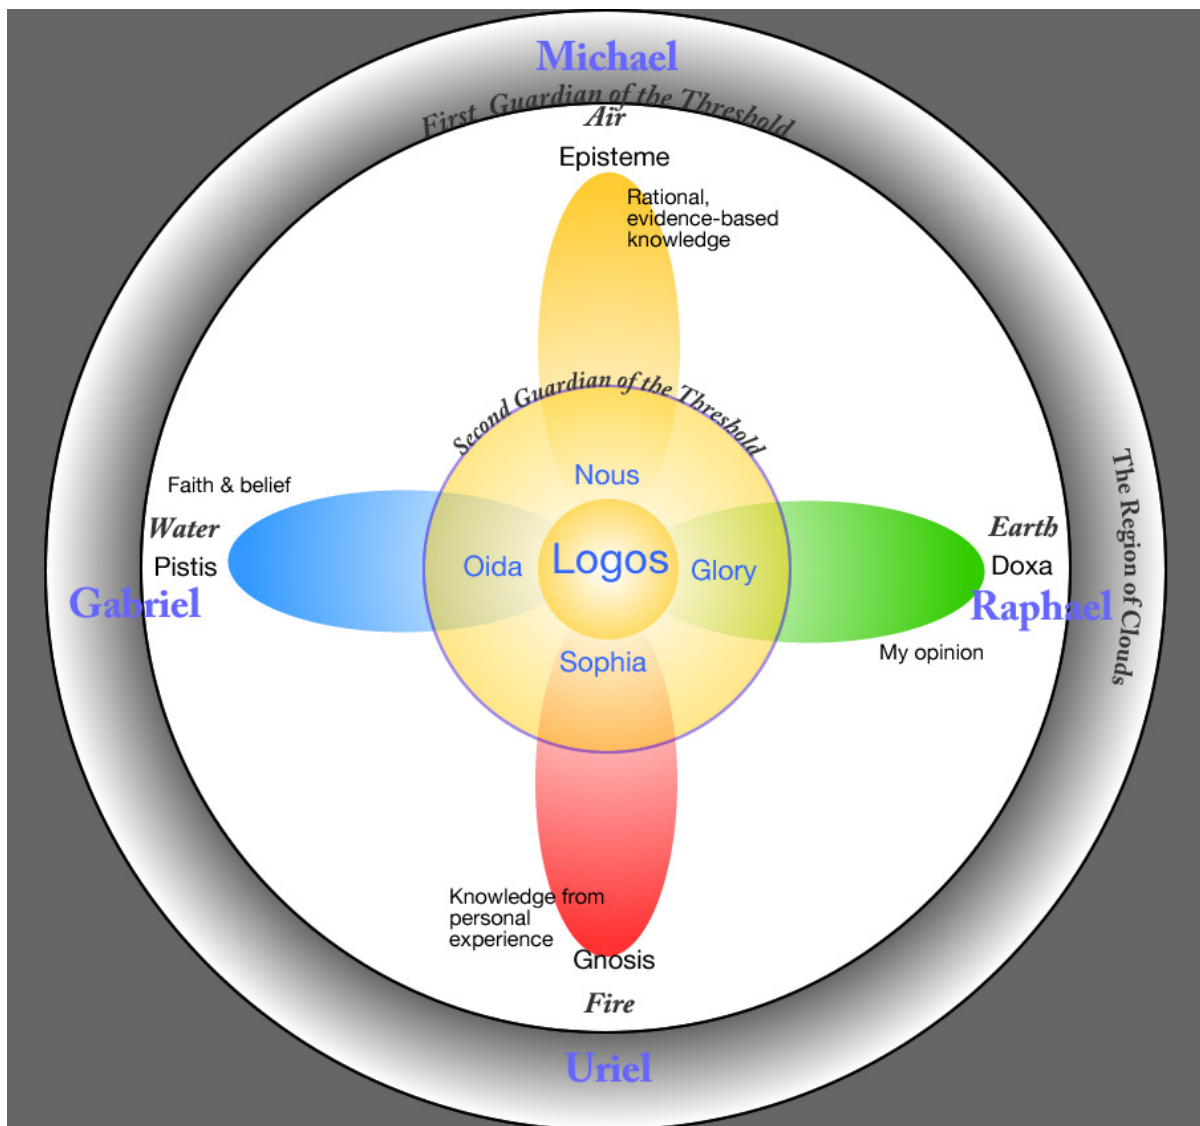 Michael
First Guardian of the Threshold
Air
Episteme
Rational,
evidence-based
knowledge
Second Guardian of the Threshold
Nous
Faith & belief
Water
Pistis
Gabriel
Oida
Logos
Glory
Earth
Doxa
Raphael
The Region of Clouds
My opinion
Sophia
Knowledge from
personal
experience
Gnosis
Fire
Uriel